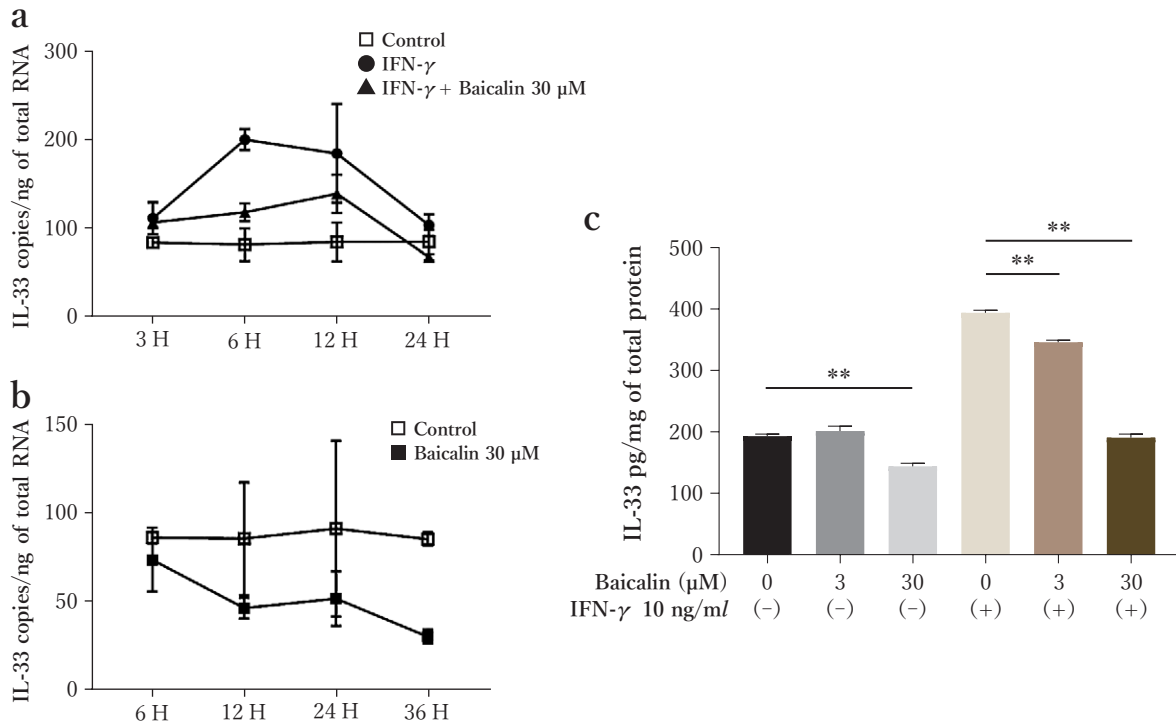 a
IL-33 copies/ng of total RNA
300
200
100
0
Control
IFN-γ
IFN-γ + Baicalin 30 μM
3 H 6 H 12 H 24 H
b
IL-33 copies/ng of total RNA
150
100
50
0
Control
Baicalin 30 μM
6 H 12 H 24 H 36 H
c
IL-33 pg/mg of total protein
500
400
300
200
100
0
**
**
**
Baicalin (μM) 0 3 30 0 3 30
IFN-γ 10 ng/ml (−) (−) (−) (+) (+) (+)